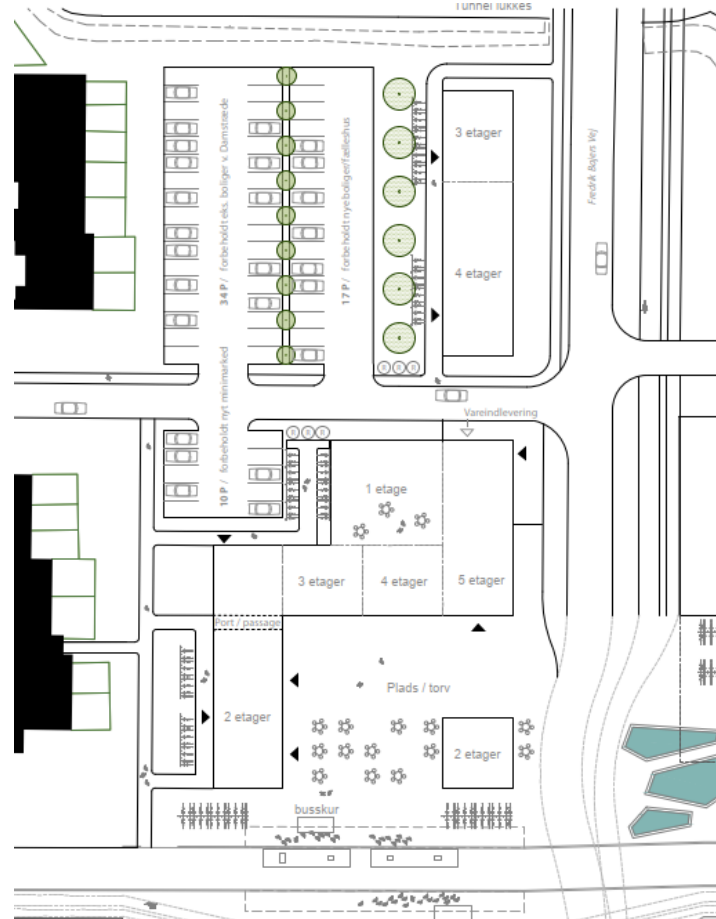 Tunnel lukkes
34 P / forbeholdt eks. boliger v. Damstræde
17 P / forbeholdt nye boliger/fælleshus
3 etager
Fredrik Bajers Vej
4 etager
10 P / forbeholdt nyt minimarked
Vareindlevering
R R R
R R R
1 etage
3 etager
4 etager
5 etager
Port / passage
Plads / torv
2 etager
2 etager
busskur